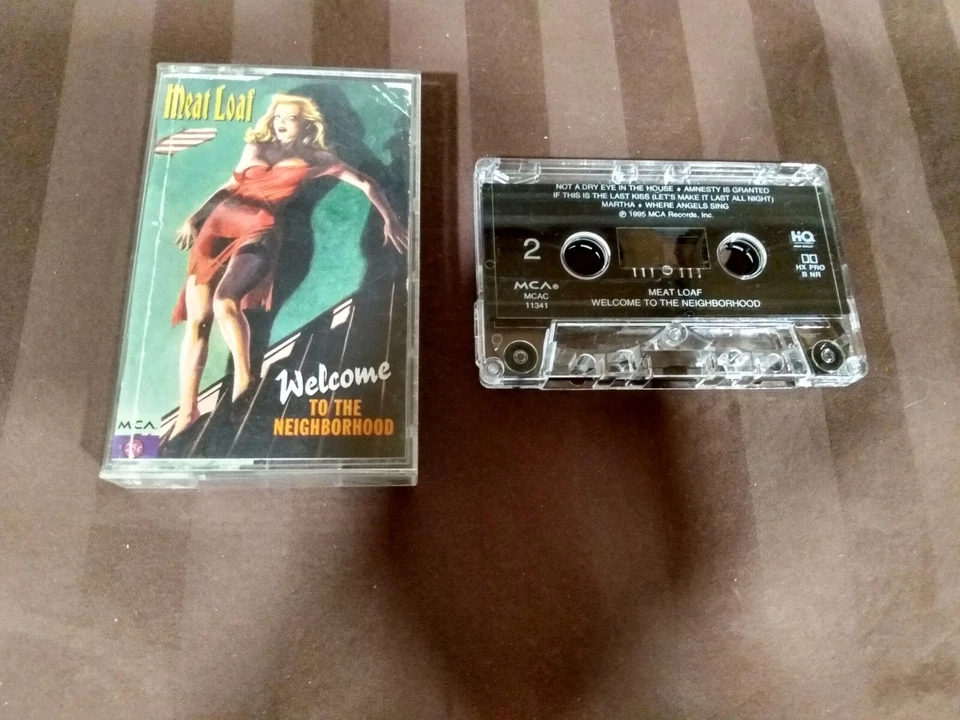 Meat Loaf
Welcome
TO THE
NEIGHBORHOOD
MCA
NOT A DRY EYE IN THE HOUSE • AMNESTY IS GRANTED
IF THIS IS THE LAST KISS (LET'S MAKE IT LAST ALL NIGHT)
MARTHA • WHERE ANGELS SING
℗ 1995 MCA Records, Inc.
2
HQ
HX PRO
B NR
MCA®
MCAC
11341
MEAT LOAF
WELCOME TO THE NEIGHBORHOOD